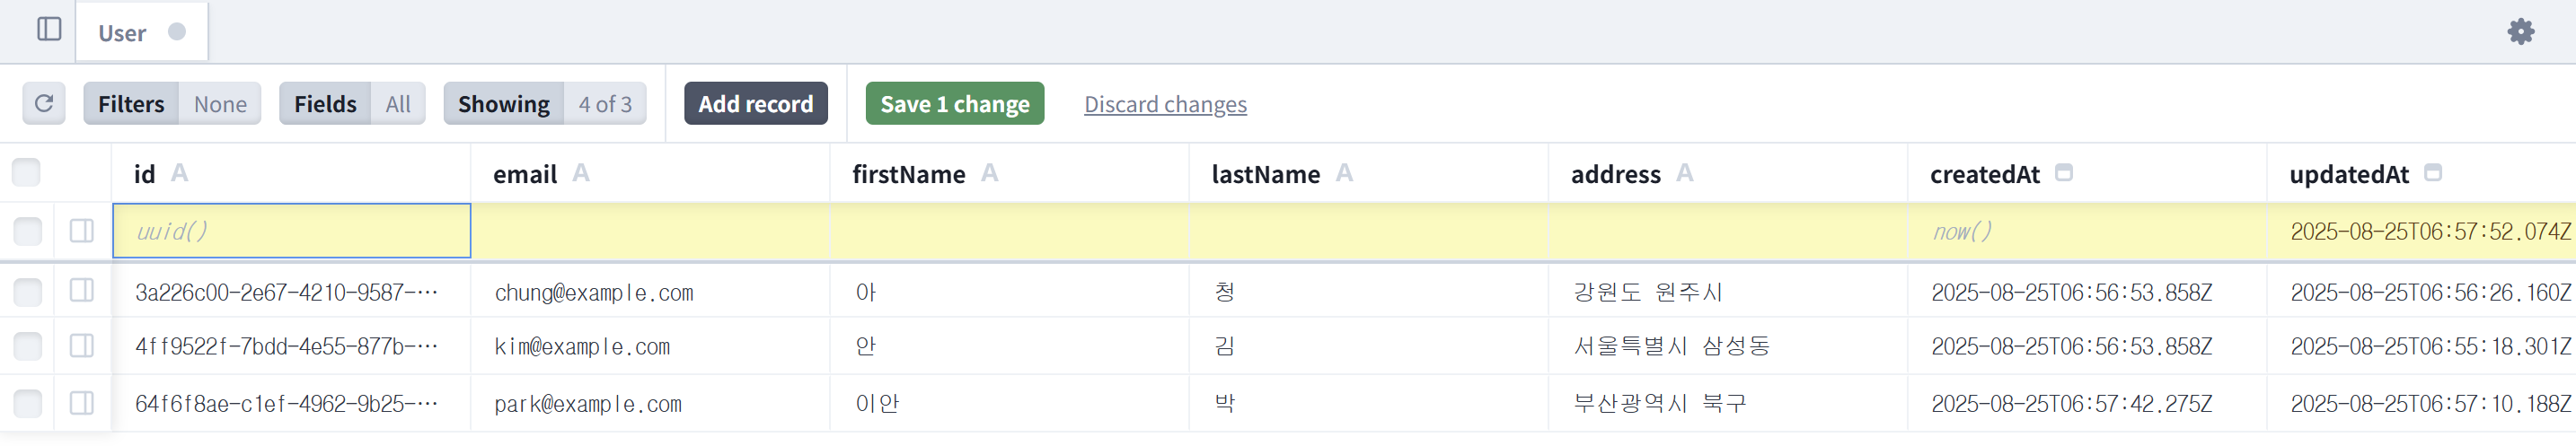 User
Filters None Fields All Showing 4 of 3 Add record Save 1 change Discard changes
id A email A firstName A lastName A address A createdAt updatedAt
uuid() now() 2025-08-25T06:57:52.074Z
3a226c00-2e67-4210-9587-··· chung@example.com 아 청 강원도 원주시 2025-08-25T06:56:53.858Z 2025-08-25T06:56:26.160Z
4ff9522f-7bdd-4e55-877b-··· kim@example.com 안 김 서울특별시 삼성동 2025-08-25T06:56:53.858Z 2025-08-25T06:55:18.301Z
64f6f8ae-c1ef-4962-9b25-··· park@example.com 이안 박 부산광역시 북구 2025-08-25T06:57:42.275Z 2025-08-25T06:57:10.188Z